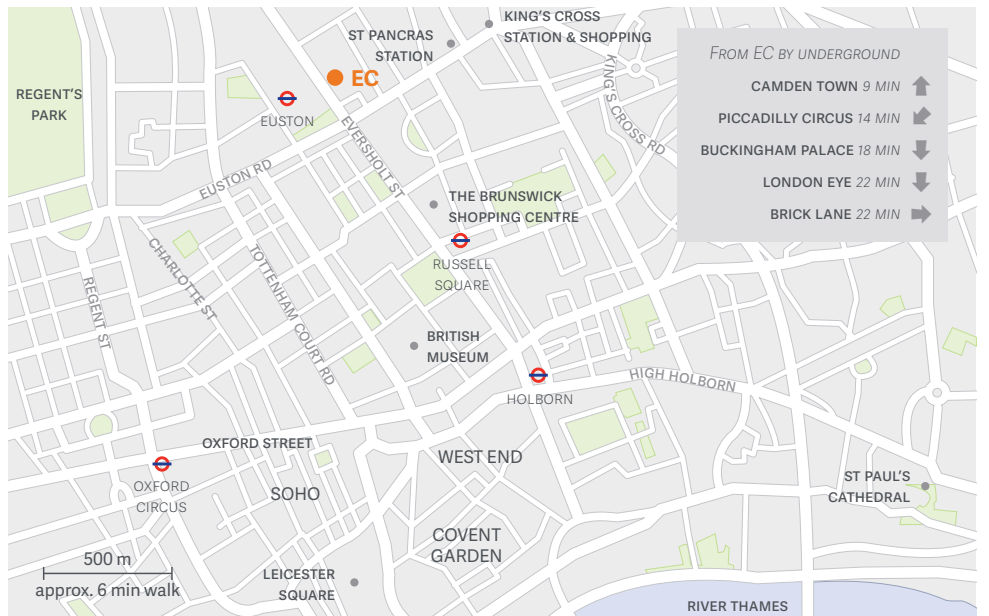 KING'S CROSS
STATION & SHOPPING
ST PANCRAS
STATION
EC
REGENT'S
PARK
EUSTON
EUSTON RD
EVERSHOLT ST
KING'S CROSS RD
FROM EC BY UNDERGROUND
CAMDEN TOWN 9 MIN
PICCADILLY CIRCUS 14 MIN
BUCKINGHAM PALACE 18 MIN
LONDON EYE 22 MIN
BRICK LANE 22 MIN
THE BRUNSWICK
SHOPPING CENTRE
RUSSELL
SQUARE
CHARLOTTE ST
TOTTENHAM COURT RD
REGENT ST
BRITISH
MUSEUM
HIGH HOLBORN
HOLBORN
OXFORD STREET
WEST END
OXFORD
CIRCUS
SOHO
ST PAUL'S
CATHEDRAL
COVENT
GARDEN
500 m
approx. 6 min walk
LEICESTER
SQUARE
RIVER THAMES